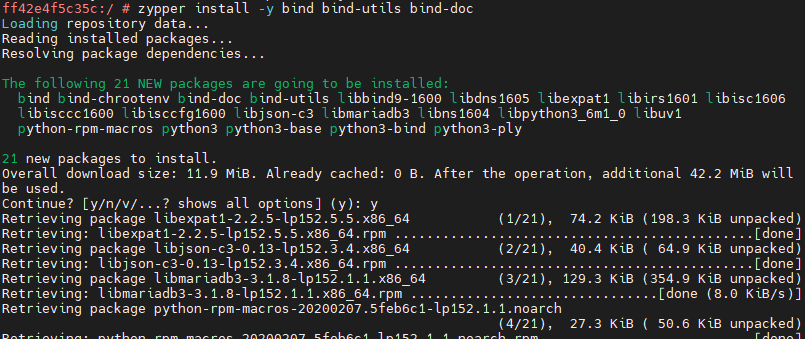 ff42e4f5c35c:/ # zypper install -y bind bind-utils bind-doc
Loading repository data...
Reading installed packages...
Resolving package dependencies...
The following 21 NEW packages are going to be installed:
bind bind-chrootenv bind-doc bind-utils libbind9-1600 libdns1605 libexpat1 libirs1601 libisc1606
libisccc1600 libisccfg1600 libjson-c3 libmariadb3 libns1604 libpython3_6m1_0 libuv1
python-rpm-macros python3 python3-base python3-bind python3-ply
21 new packages to install.
Overall download size: 11.9 MiB. Already cached: 0 B. After the operation, additional 42.2 MiB will
be used.
Continue? [y/n/v/...? shows all options] (y): y
Retrieving package libexpat1-2.2.5-lp152.5.5.x86_64 (1/21), 74.2 KiB (198.3 KiB unpacked)
Retrieving: libexpat1-2.2.5-lp152.5.5.x86_64.rpm ................................................[done]
Retrieving package libjson-c3-0.13-lp152.3.4.x86_64 (2/21), 40.4 KiB ( 64.9 KiB unpacked)
Retrieving: libjson-c3-0.13-lp152.3.4.x86_64.rpm ................................................[done]
Retrieving package libmariadb3-3.1.8-lp152.1.1.x86_64 (3/21), 129.3 KiB (354.9 KiB unpacked)
Retrieving: libmariadb3-3.1.8-lp152.1.1.x86_64.rpm ..................................[done (8.0 KiB/s)]
Retrieving package python-rpm-macros-20200207.5feb6c1-lp152.1.1.noarch
(4/21), 27.3 KiB ( 50.6 KiB unpacked)
Retrieving: python-rpm-macros-20200207.5feb6c1-lp152.1.1.noarch.rpm ..........................[done]